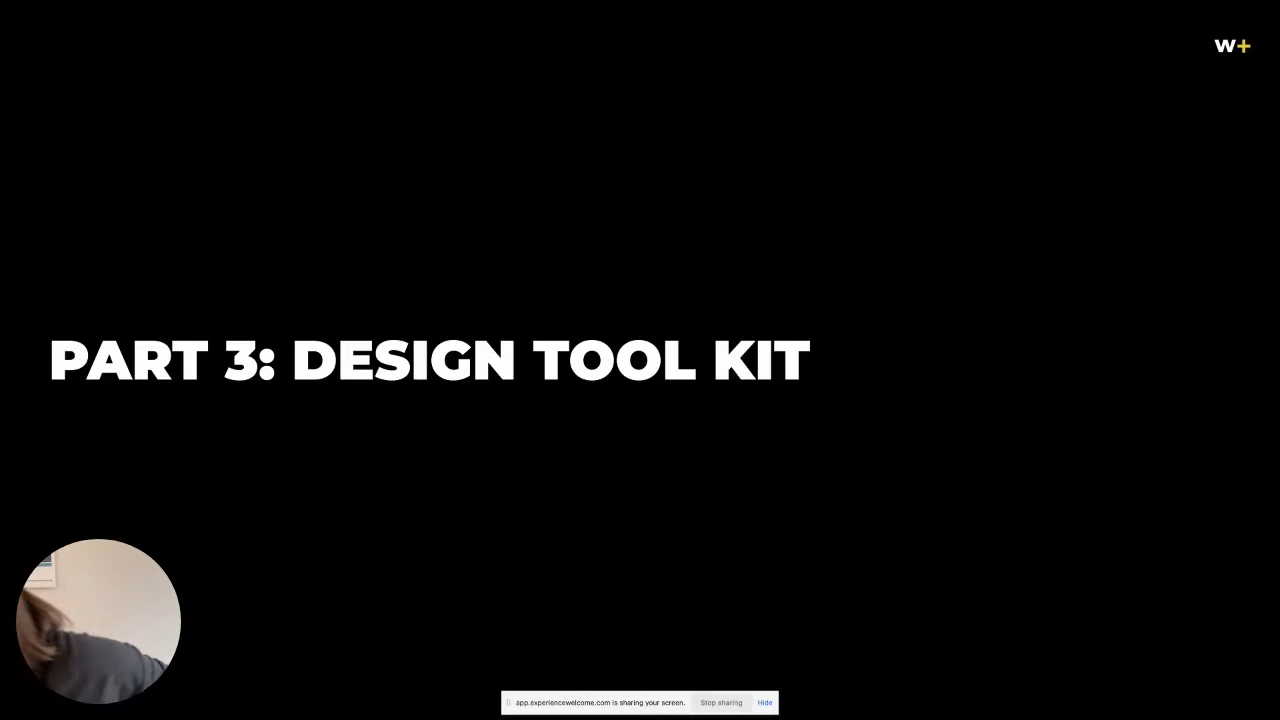 W+
PART 3: DESIGN TOOL KIT
app.experiencewelcome.com is sharing your screen. Stop sharing Hide